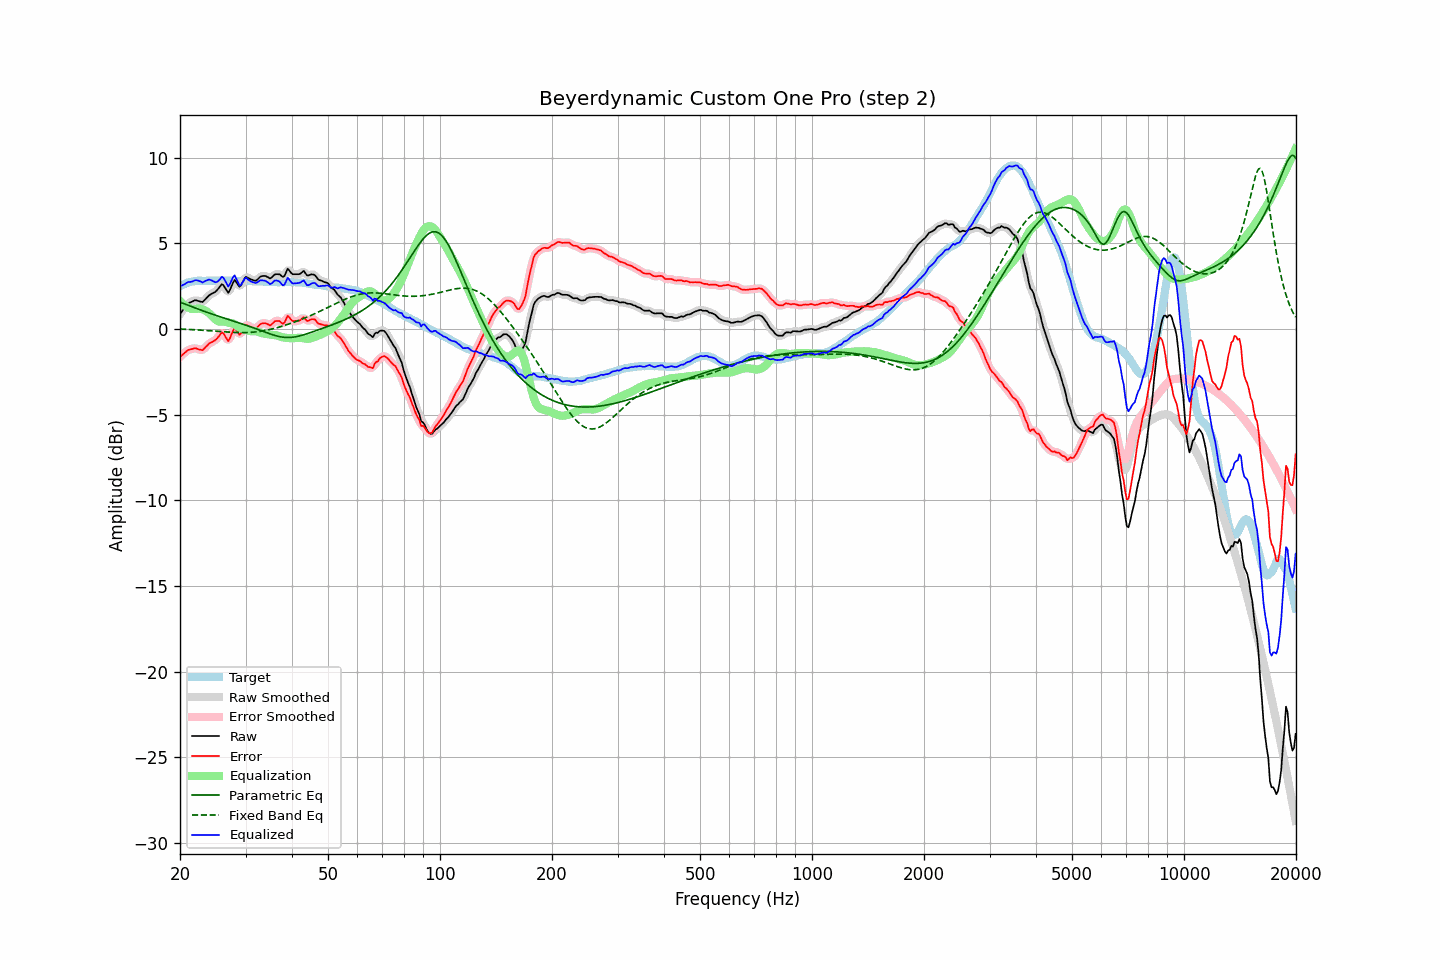 Beyerdynamic Custom One Pro (step 2)
Amplitude (dBr)
10
5
0
−5
−10
−15
−20
−25
−30
Target
Raw Smoothed
Error Smoothed
Raw
Error
Equalization
Parametric Eq
Fixed Band Eq
Equalized
20 50 100 200 500 1000 2000 5000 10000 20000
Frequency (Hz)